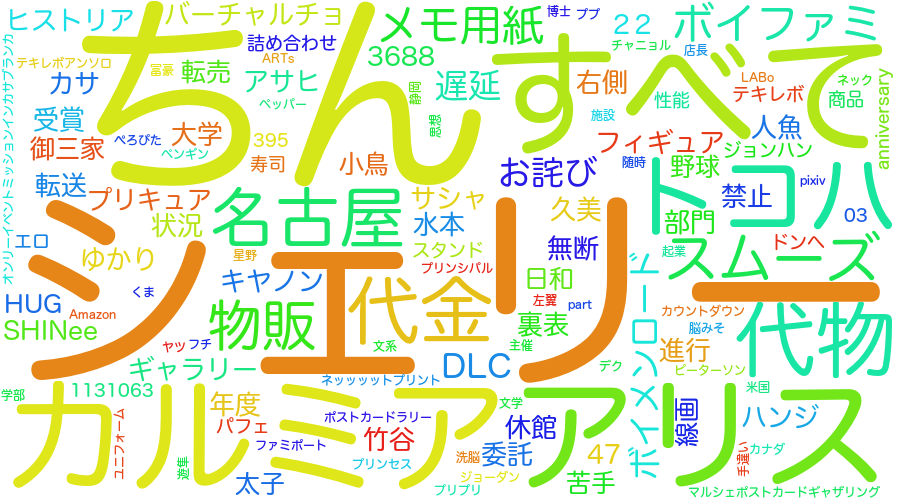 ヒストリア
バーチャルチョ
メモ用紙
博士
ププ
22
ボイファミ
詰め合わせ
チャニョル
店長
テキレボアンソロ
ARTs
3688
ちんすべて
カサ
冨豪
転売
アサヒ
遅延
右側
LABo
ネック
ペッパー
静岡
性能
テキレボ
商品
anniversary
受賞
大学
395
思想
施設
人魚
御三家
ぺろぴた
ペンギン
寿司
小鳥
フィギュア
ジョンハン
オンリーイベントミッションインカサブランカ
転送
プリキュア
お詫び
随時
野球
禁止
pixiv
トコハ
サシャ
久美
部門
03
名古屋
水本
状況
シエリー
星野
スタンド
無断
スムーズ
ドンヘ
エロ
ゆかり
起業
キヤノン
プリンシパル
日和
ボイメンロード
HUG
くま
Amazon
物販
代金
左翼
part
カウントダウン
SHINee
裏表
脳みそ
代物
ヤッ
フチ
文系
主催
進行
ギャラリー
DLC
デク
ピーターソン
学部
1131063
ネッッッットプリント
米国
カルミア
アリス
年度
文学
ユニフォーム
パフェ
ポストカードラリー
休館
線画
ハンジ
ファミポート
竹谷
47
手違い
カナダ
遊撃
プリンセス
洗脳
委託
太子
ジョーダン
プリプリ
苦手
マルシェポストカードギャザリング